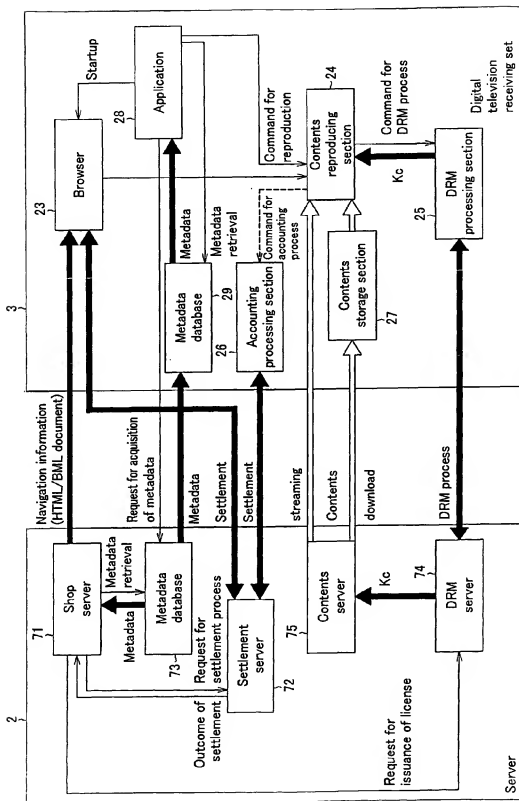 2
3
Server
Digital
television
receiving set
71
Shop
server
Navigation information
(HTML/BML document)
23
Browser
Startup
28
Application
Metadata
retrieval
Metadata
Request for acquisition
of metadata
Metadata
database
73
Metadata
Metadata
database
29
Metadata
Metadata
retrieval
Outcome of
settlement
Request for
settlement process
Settlement
server
72
Settlement
Settlement
26
Accounting
processing section
Command for
accounting
process
Command for
reproduction
75
Contents
server
streaming
Contents
download
Contents
storage section
27
Contents
reproducing
section
24
Kc
74
DRM
server
DRM process
Kc
Command for
DRM process
25
DRM
processing section
Request for
issuance of license